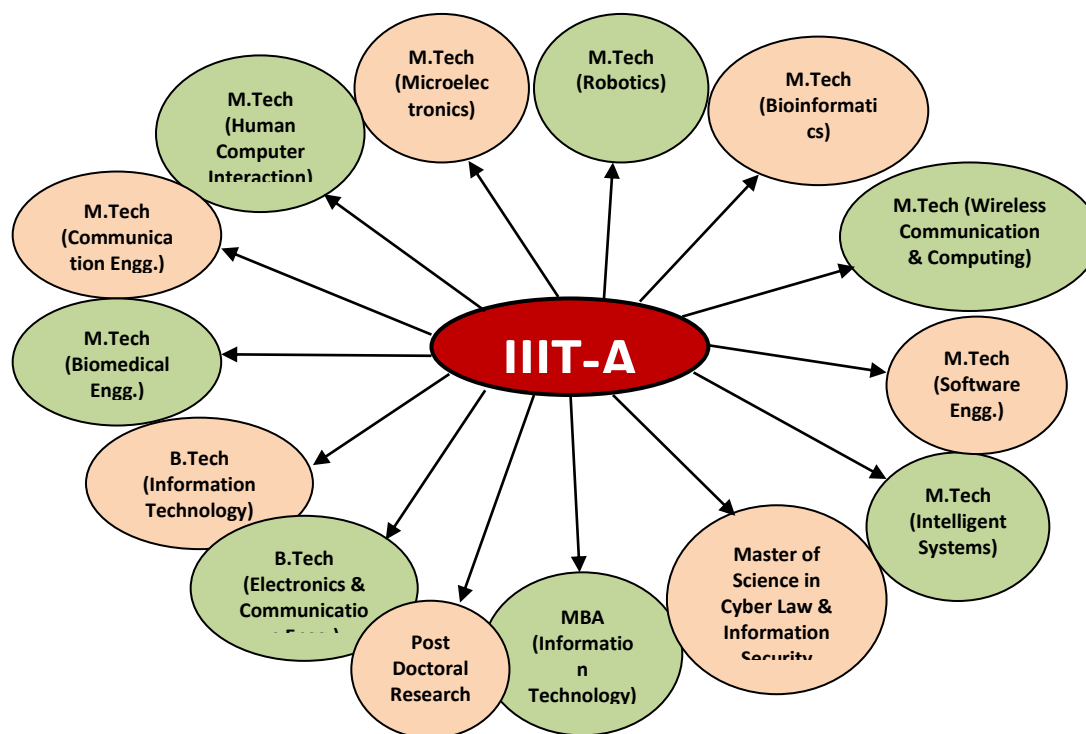 M.Tech
(Microelec
tronics)
M.Tech
(Robotics)
M.Tech
(Bioinformati
cs)
M.Tech
(Human
Computer
Interaction)
M.Tech (Wireless
Communication
& Computing)
M.Tech
(Communica
tion Engg.)
IIIT-A
M.Tech
(Biomedical
Engg.)
M.Tech
(Software
Engg.)
B.Tech
(Information
Technology)
M.Tech
(Intelligent
Systems)
B.Tech
(Electronics &
Communicatio
Master of
Science in
Cyber Law &
Information
Security
MBA
(Informatio
n
Technology)
Post
Doctoral
Research